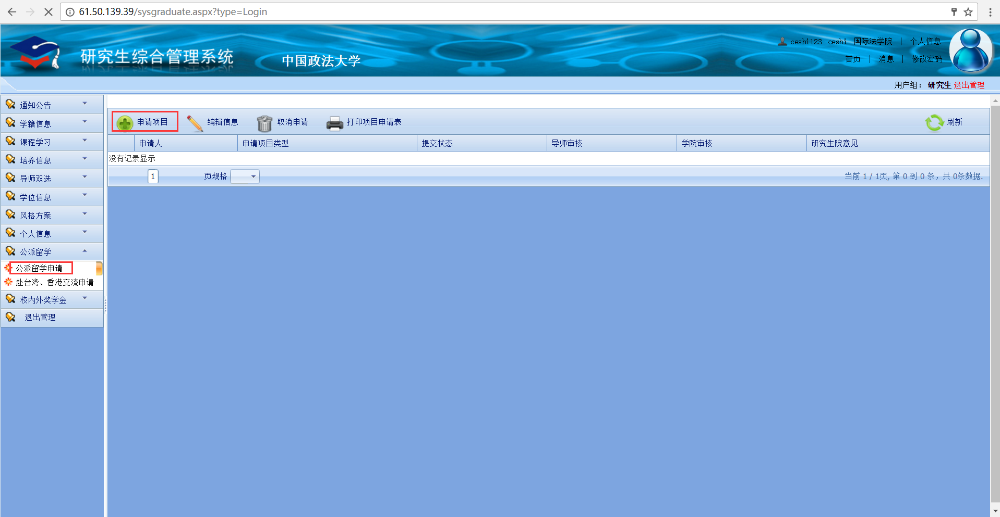 61.50.139.39/sysgraduate.aspx?type=Login
研究生综合管理系统
中国政法大学
ceshi123 ceshi 国际法学院 | 个人信息
首页 | 消息 | 修改密码
用户组： 研究生 退出管理
通知公告
学籍信息
课程学习
培养信息
导师双选
学位信息
风格方案
个人信息
公派留学
公派留学申请
赴台湾、香港交流申请
校内外奖学金
退出管理
申请项目 编辑信息 取消申请 打印项目申请表 刷新
申请人 申请项目类型 提交状态 导师审核 学院审核 研究生院意见
没有记录显示
1 页规格 当前 1 / 1页, 第 0 到 0 条，共 0条数据.